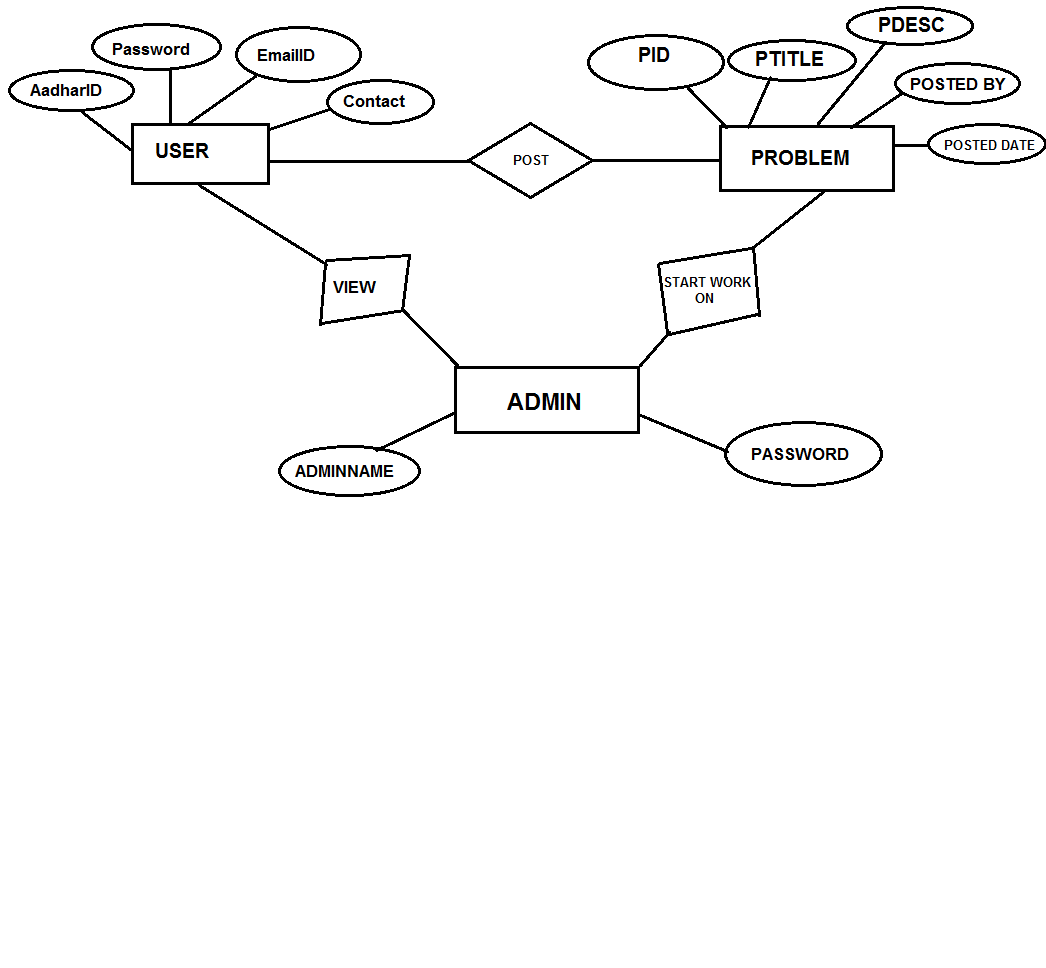 PDESC
Password
EmailID
PID
PTITLE
AadharID
Contact
POSTED BY
USER
POST
PROBLEM
POSTED DATE
VIEW
START WORK
ON
ADMIN
ADMINNAME
PASSWORD